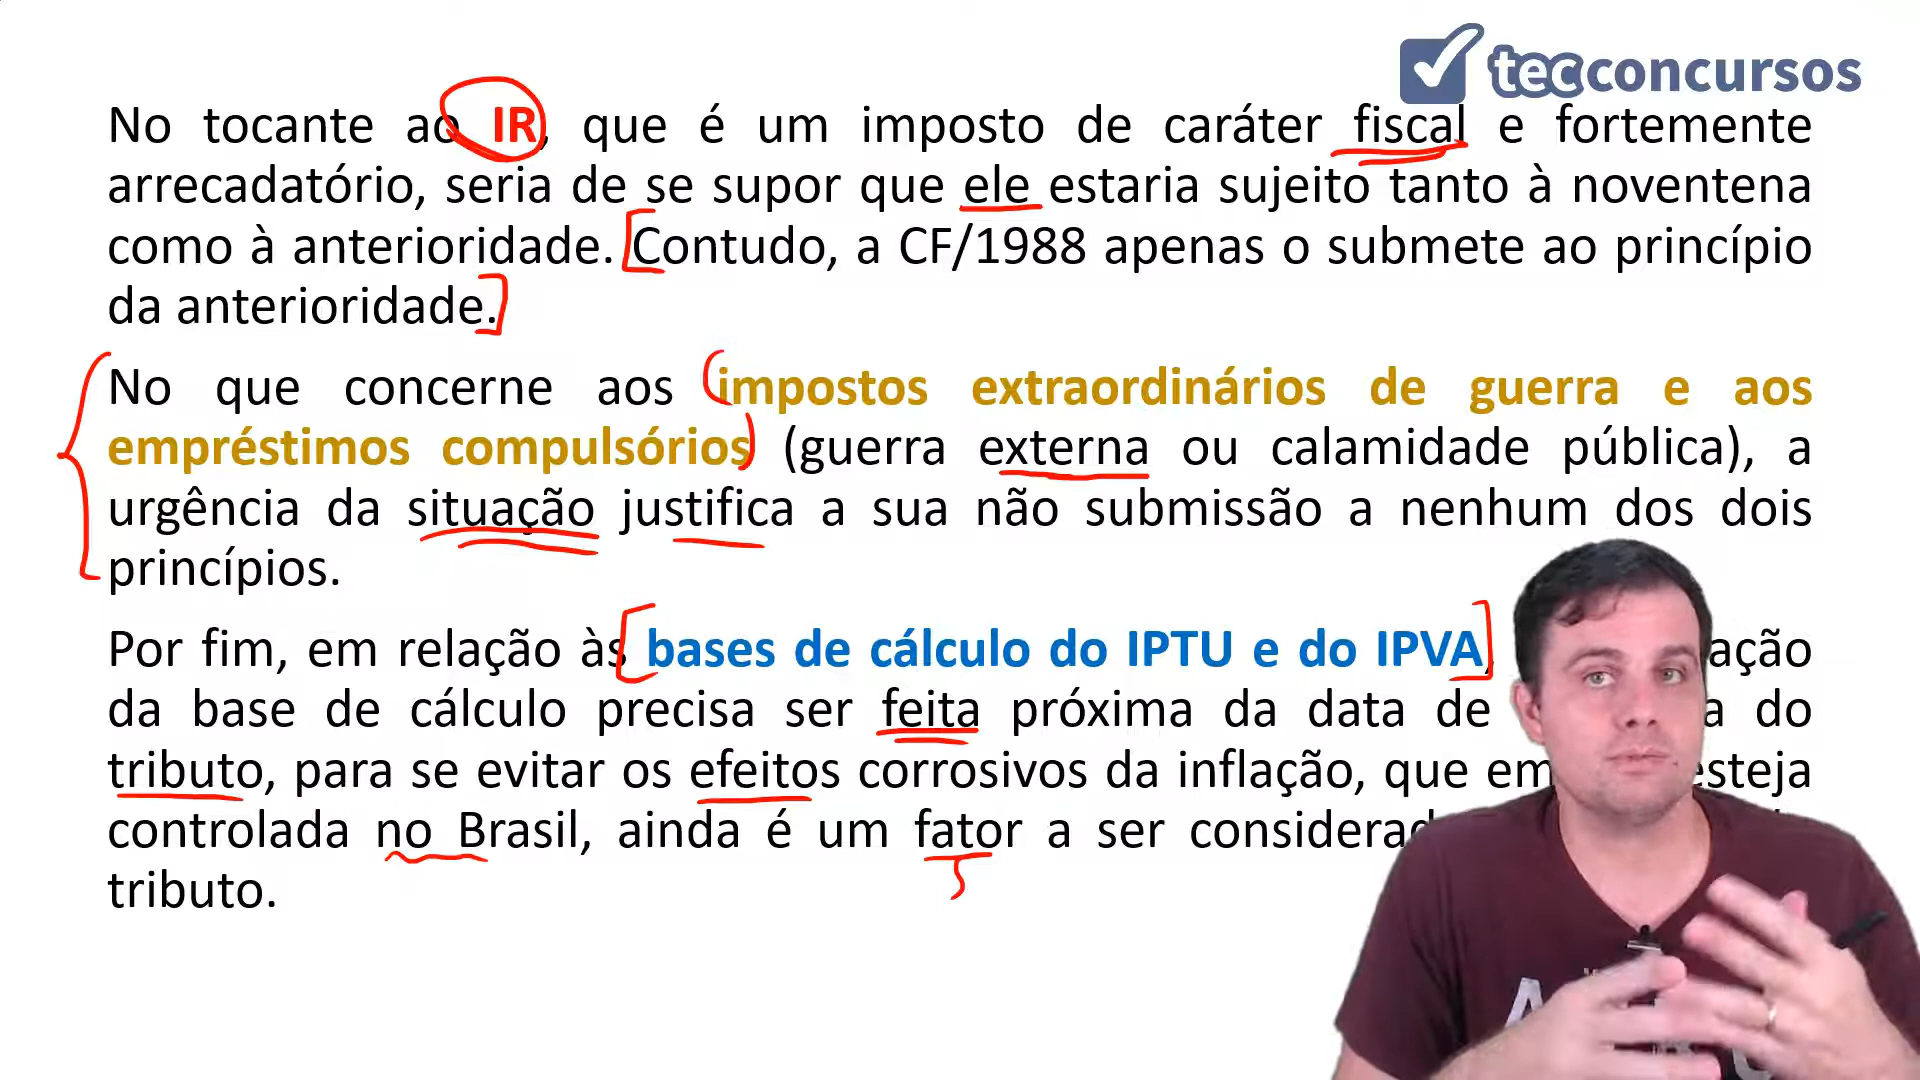 tecconcursos
No tocante ao IR, que é um imposto de caráter fiscal e fortemente
arrecadatório, seria de se supor que ele estaria sujeito tanto à noventena
como à anterioridade. Contudo, a CF/1988 apenas o submete ao princípio
da anterioridade.
No que concerne aos impostos extraordinários de guerra e aos
empréstimos compulsórios (guerra externa ou calamidade pública), a
urgência da situação justifica a sua não submissão a nenhum dos dois
princípios.
Por fim, em relação às bases de cálculo do IPTU e do IPVA, ação
da base de cálculo precisa ser feita próxima da data de a do
tributo, para se evitar os efeitos corrosivos da inflação, que em esteja
controlada no Brasil, ainda é um fator a ser considerad
tributo.